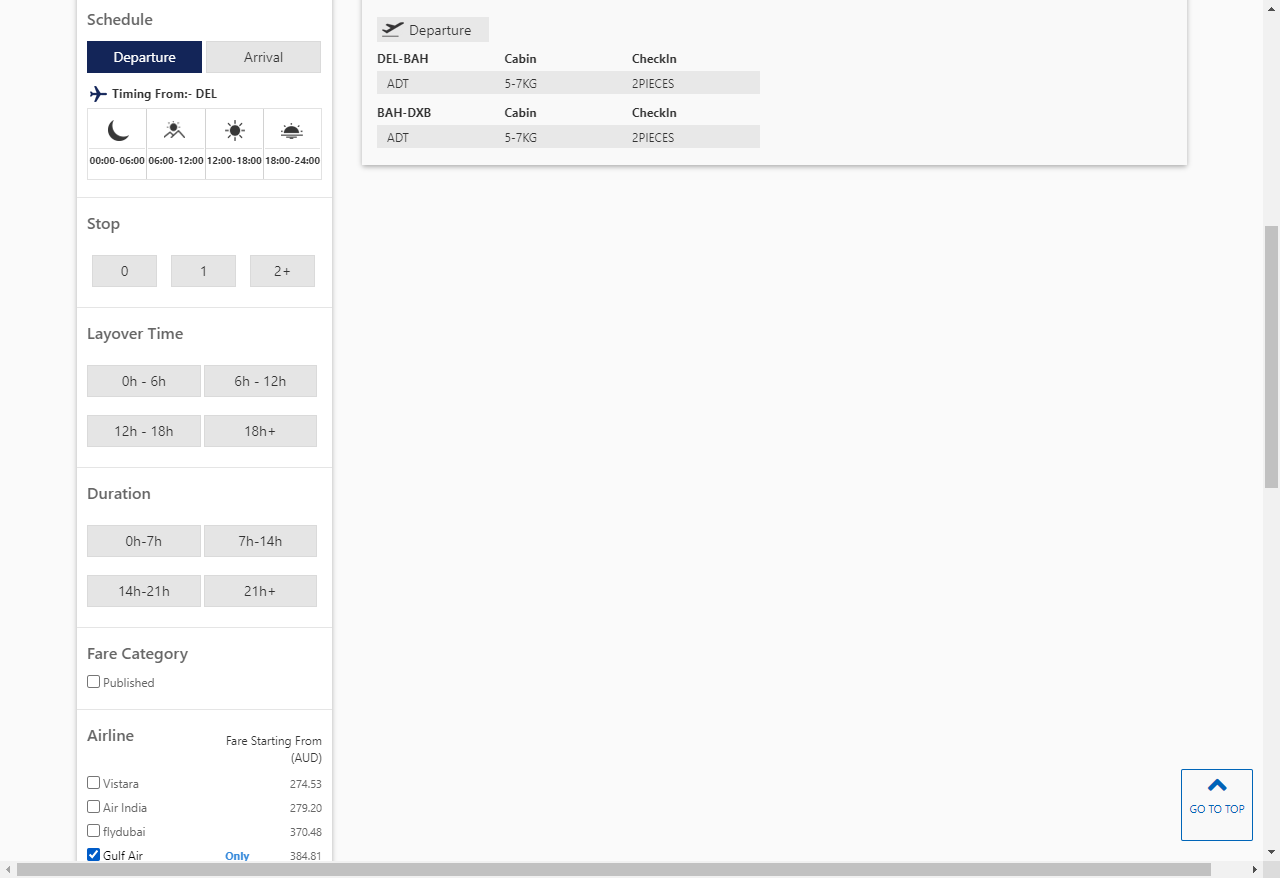 Schedule
Departure Arrival
Timing From:- DEL
00:00-06:00 06:00-12:00 12:00-18:00 18:00-24:00
Stop
0 1 2+
Layover Time
0h - 6h 6h - 12h
12h - 18h 18h+
Duration
0h-7h 7h-14h
14h-21h 21h+
Fare Category
Published
Airline Fare Starting From
(AUD)
Vistara 274.53
Air India 279.20
flydubai 370.48
Gulf Air Only 384.81
Departure
DEL-BAH Cabin CheckIn
ADT 5-7KG 2PIECES
BAH-DXB Cabin CheckIn
ADT 5-7KG 2PIECES
GO TO TOP